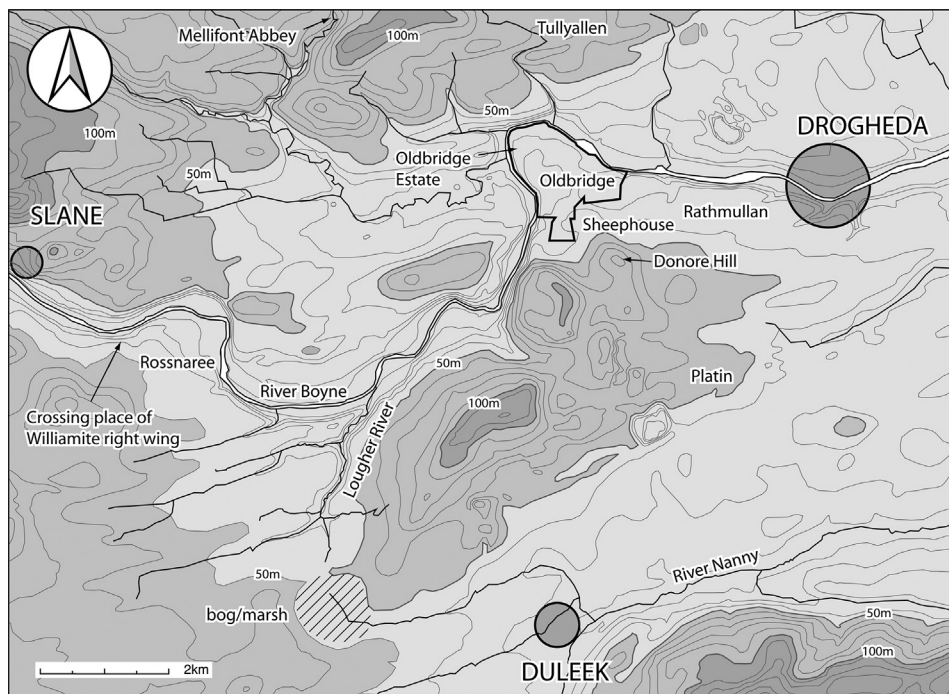 Mellifont Abbey
100m
Tullyallen
50m
DROGHEDA
100m
50m
Oldbridge
Estate
Oldbridge
SLANE
Rathmullan
Sheephouse
Donore Hill
Rossnaree
50m
River Boyne
Platin
100m
Crossing place of
Williamite right wing
Lougher River
50m
River Nanny
bog/marsh
50m
100m
DULEEK
2km